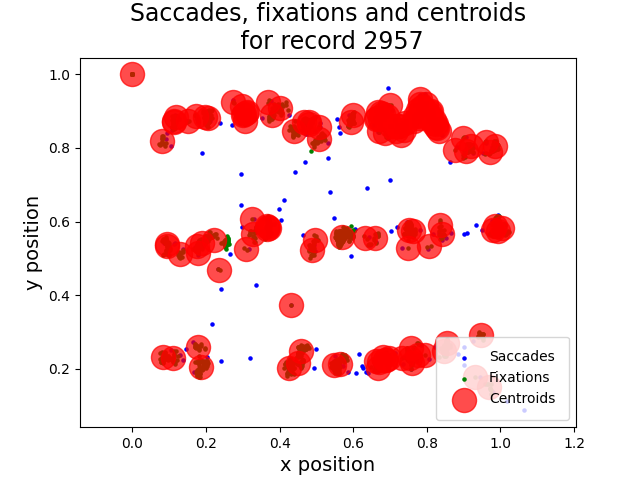 Saccades, fixations and centroids
for record 2957
1.0
0.8
0.6
0.4
0.2
y position
0.0
0.2
0.4
0.6
0.8
1.0
1.2
x position
Saccades
Fixations
Centroids